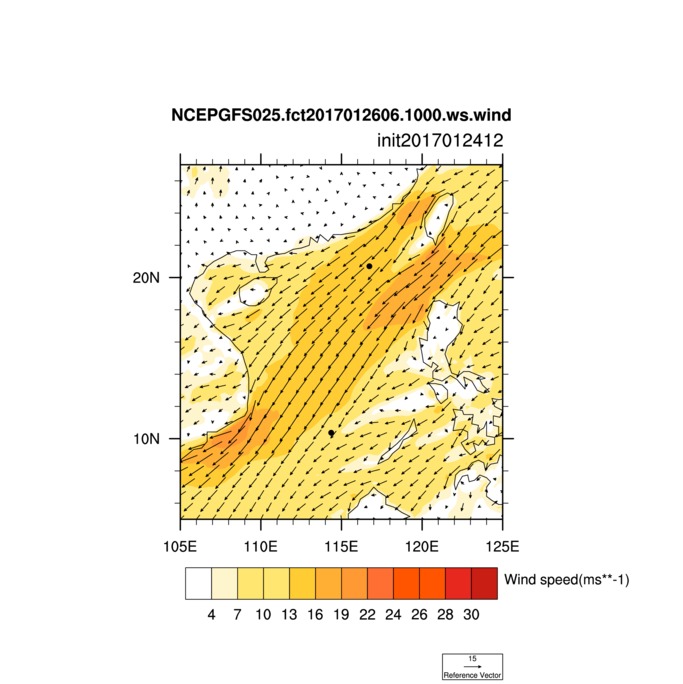 NCEPGFS025.fct2017012606.1000.ws.wind
init2017012412
20N
10N
105E 110E 115E 120E 125E
Wind speed(ms**-1)
4 7 10 13 16 19 22 24 26 28 30
15
Reference Vector